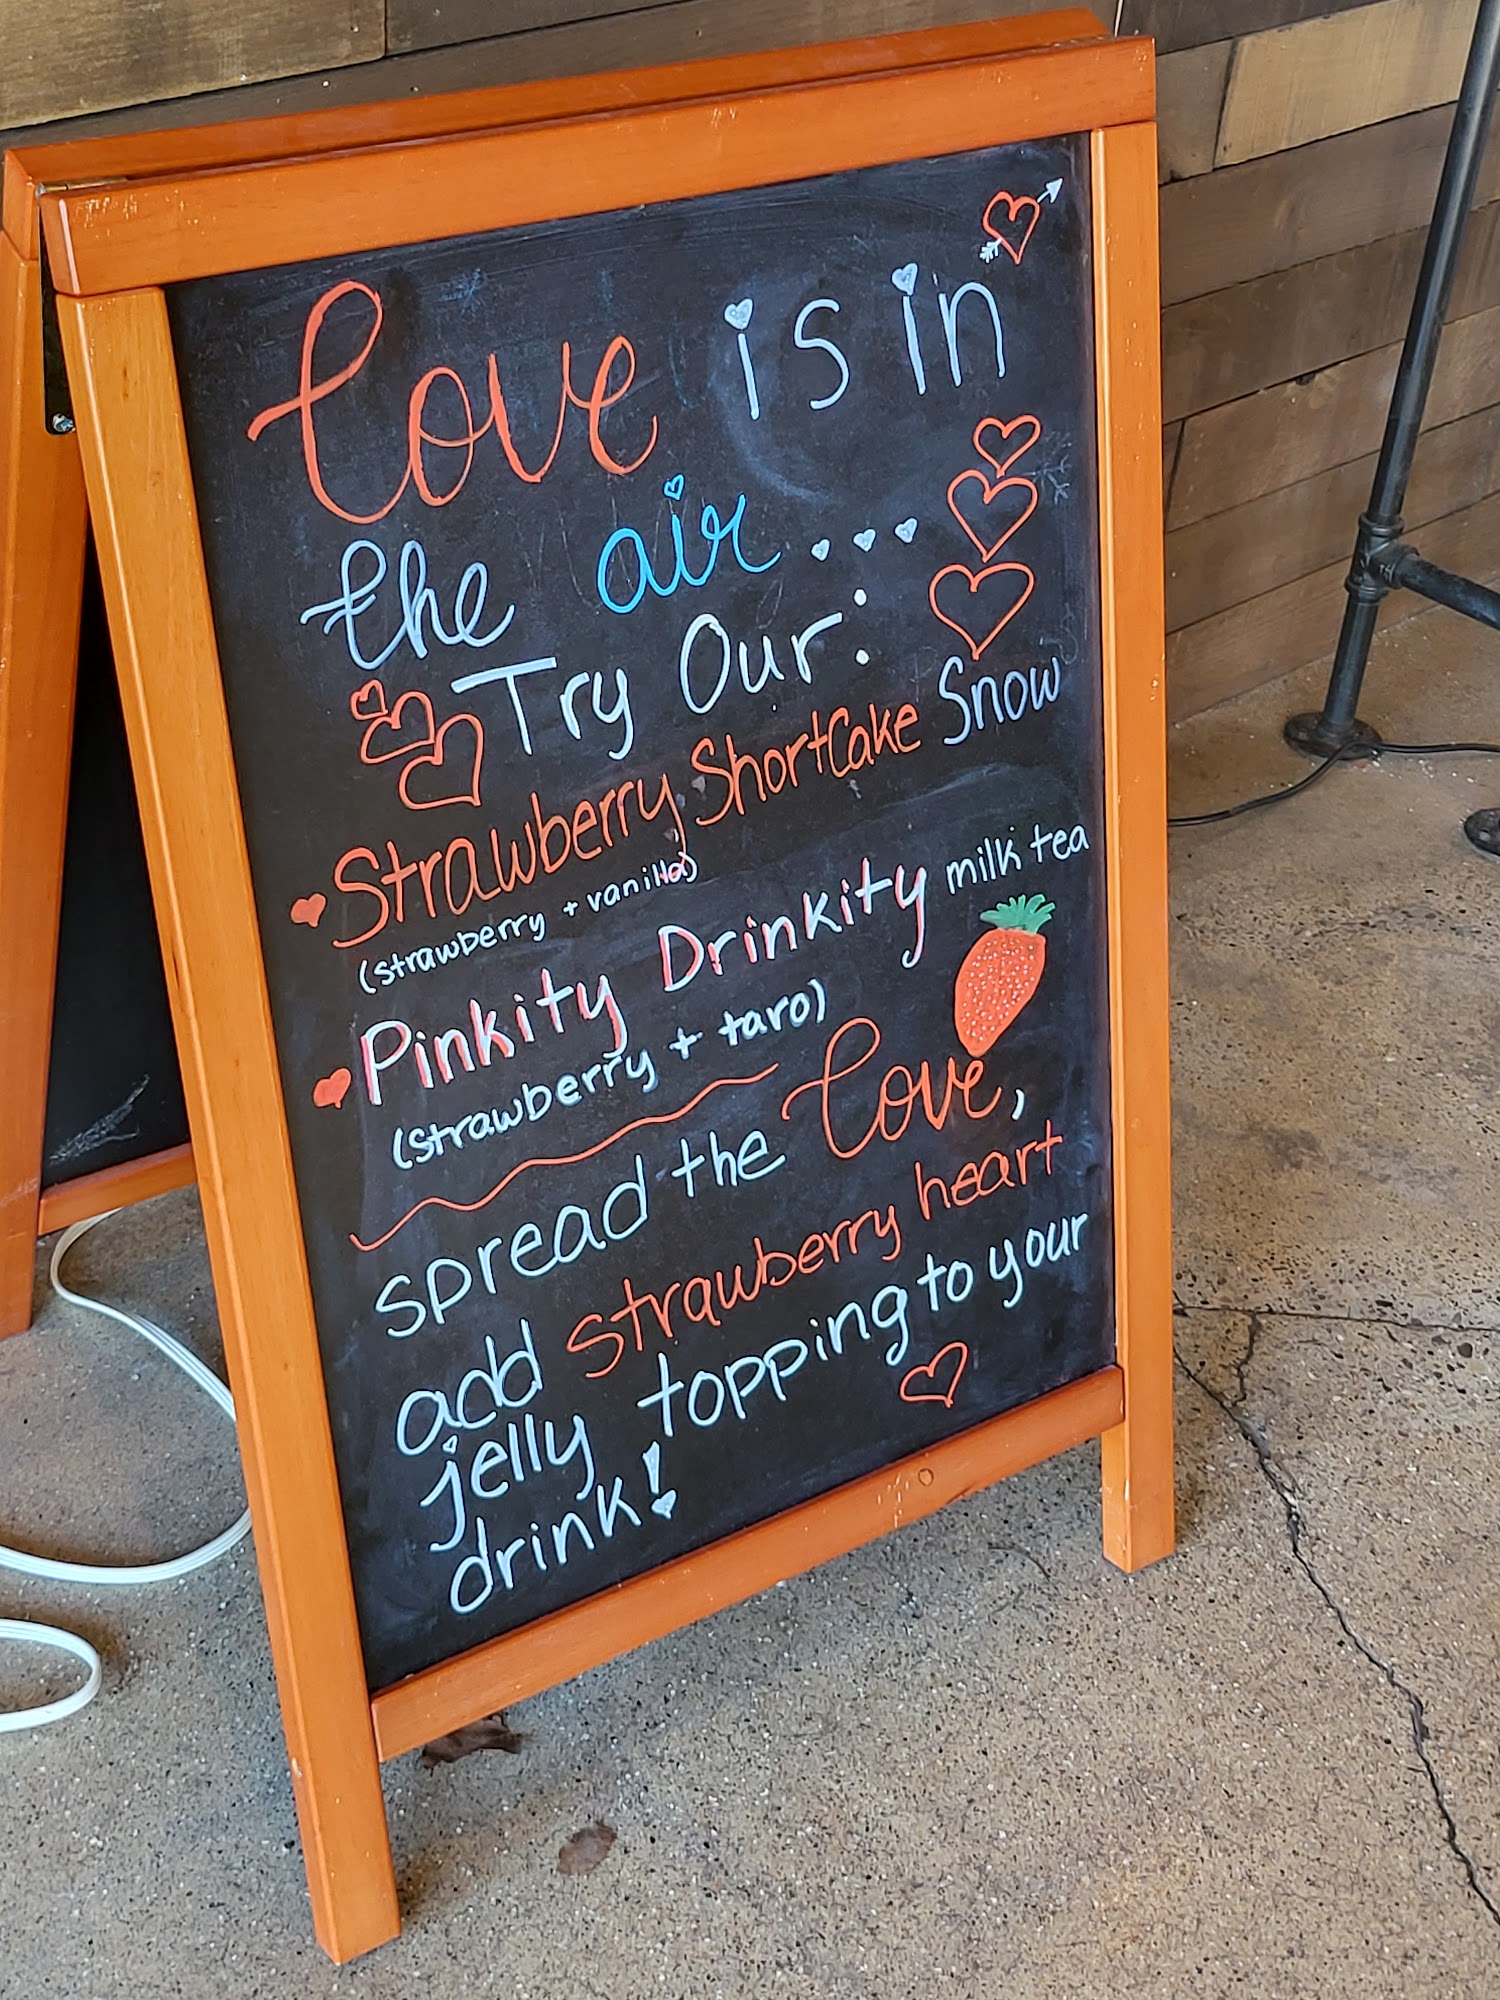 Love is in
the air...
Try Our:
Strawberry ShortCake Snow
(strawberry + vanilla)
Pinkity Drinkity milk tea
(strawberry + taro)
spread the Love,
add strawberry heart
jelly topping to your
drink!